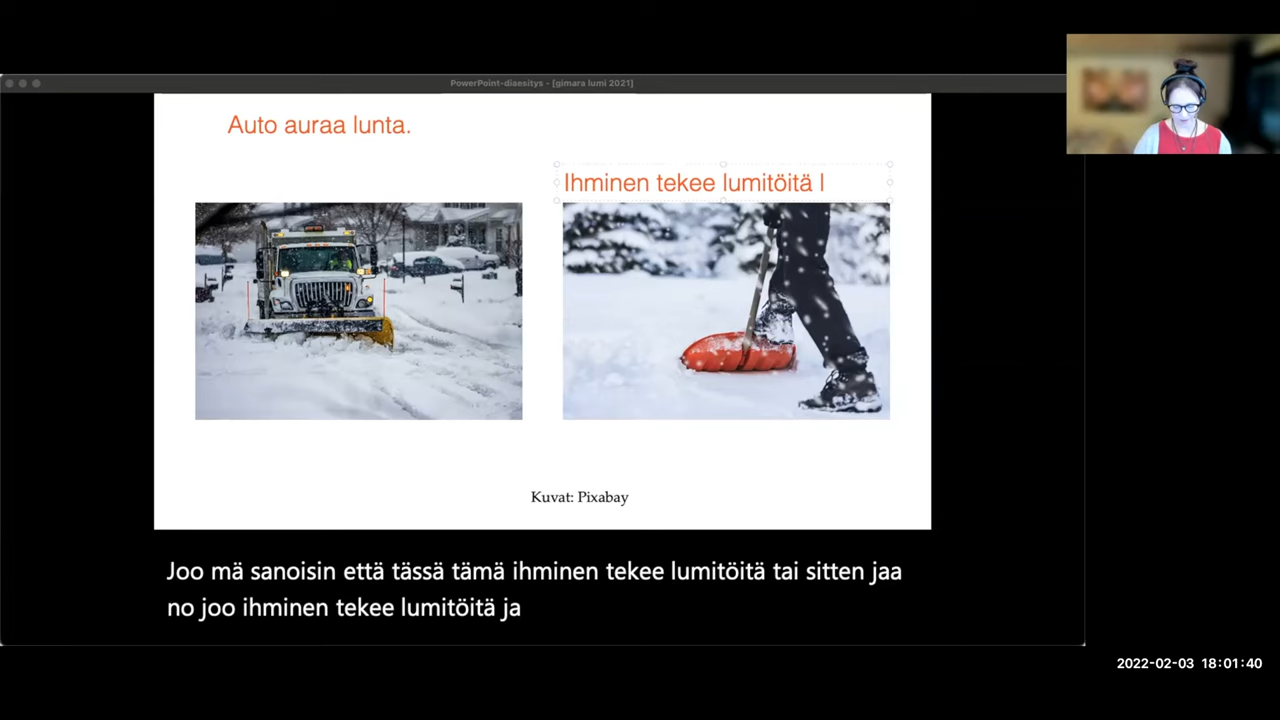 PowerPoint-diaesitys - [gimara lumi 2021]
Auto auraa lunta.
Ihminen tekee lumitöitä l
Kuvat: Pixabay
Joo mä sanoisin että tässä tämä ihminen tekee lumitöitä tai sitten jaa
no joo ihminen tekee lumitöitä ja
2022-02-03 18:01:40